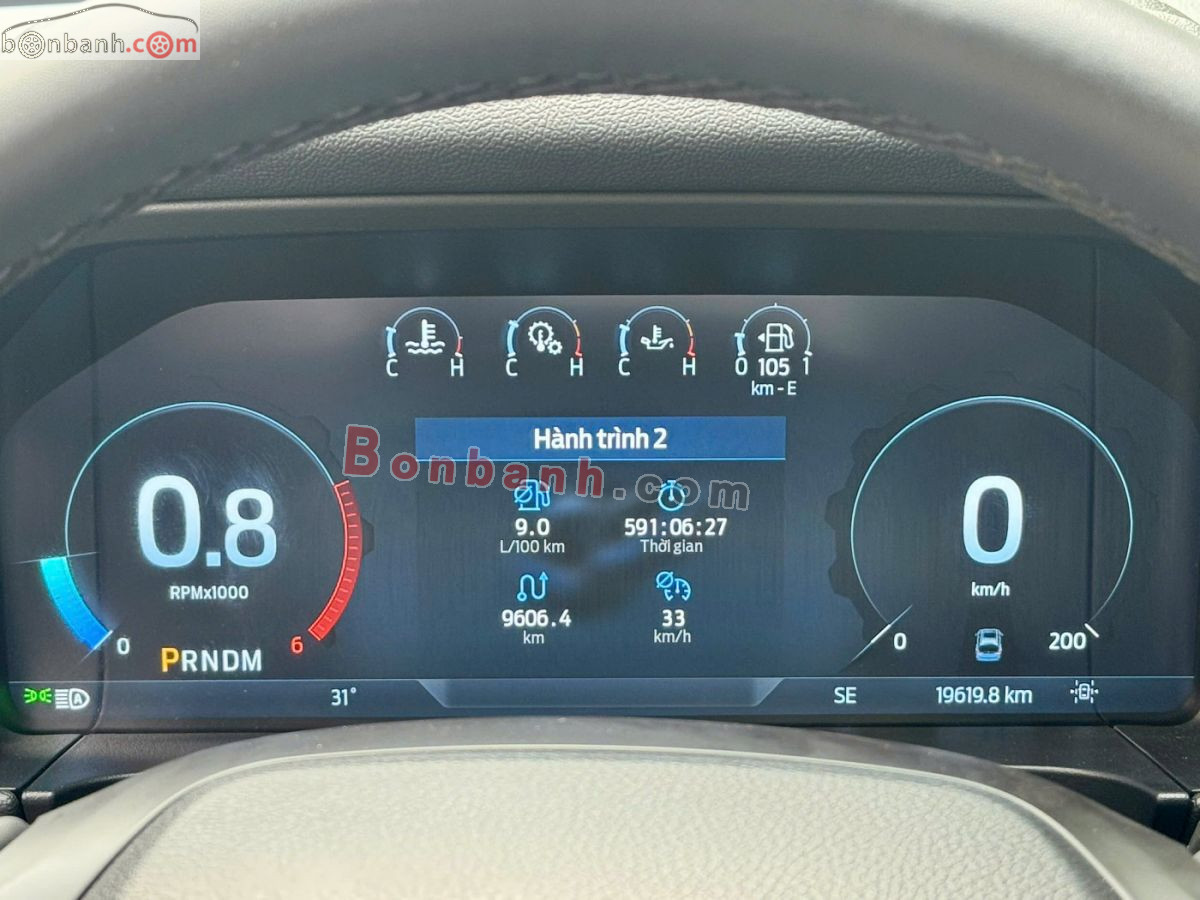 bonbanh.com
C H C H C H 0 105 1
km - E
Hành trình 2
Bonbanh.com
0.8
RPMx1000
0 6
PRNDM
9.0
L/100 km
591:06:27
Thời gian
9606.4
km
33
km/h
0
km/h
0 200
A 31° SE 19619.8 km